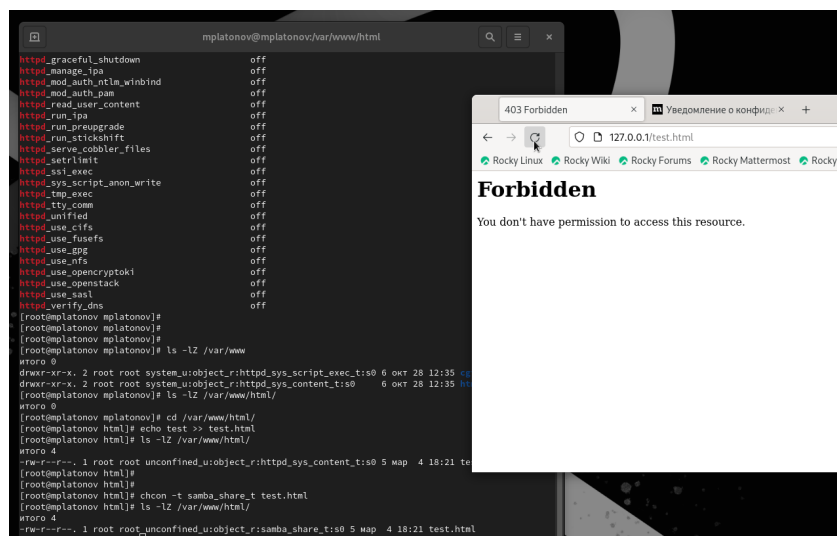 mplatonov@mplatonov:/var/www/html
httpd_graceful_shutdown off
httpd_manage_ipa off
httpd_mod_auth_ntlm_winbind off
httpd_mod_auth_pam off
httpd_read_user_content off
httpd_run_ipa off
httpd_run_preupgrade off
httpd_run_stickshift off
httpd_serve_cobbler_files off
httpd_setrlimit off
httpd_ssi_exec off
httpd_sys_script_anon_write off
httpd_tmp_exec off
httpd_tty_comm off
httpd_unified off
httpd_use_cifs off
httpd_use_fusefs off
httpd_use_gpg off
httpd_use_nfs off
httpd_use_opencryptoki off
httpd_use_openstack off
httpd_use_sasl off
httpd_verify_dns off
[root@mplatonov mplatonov]#
[root@mplatonov mplatonov]#
[root@mplatonov mplatonov]#
[root@mplatonov mplatonov]# ls -lZ /var/www
итого 0
drwxr-xr-x. 2 root root system_u:object_r:httpd_sys_script_exec_t:s0 6 окт 28 12:35 cg
drwxr-xr-x. 2 root root system_u:object_r:httpd_sys_content_t:s0 6 окт 28 12:35 ht
[root@mplatonov mplatonov]# ls -lZ /var/www/html/
итого 0
[root@mplatonov mplatonov]# cd /var/www/html/
[root@mplatonov html]# echo test >> test.html
[root@mplatonov html]# ls -lZ /var/www/html/
итого 4
-rw-r--r--. 1 root root unconfined_u:object_r:httpd_sys_content_t:s0 5 мар 4 18:21 te
[root@mplatonov html]#
[root@mplatonov html]#
[root@mplatonov html]# chcon -t samba_share_t test.html
[root@mplatonov html]# ls -lZ /var/www/html/
итого 4
-rw-r--r--. 1 root root unconfined_u:object_r:samba_share_t:s0 5 мар 4 18:21 test.html
403 Forbidden
Уведомление о конфиде
127.0.0.1/test.html
Rocky Linux Rocky Wiki Rocky Forums Rocky Mattermost Rocky
Forbidden
You don't have permission to access this resource.